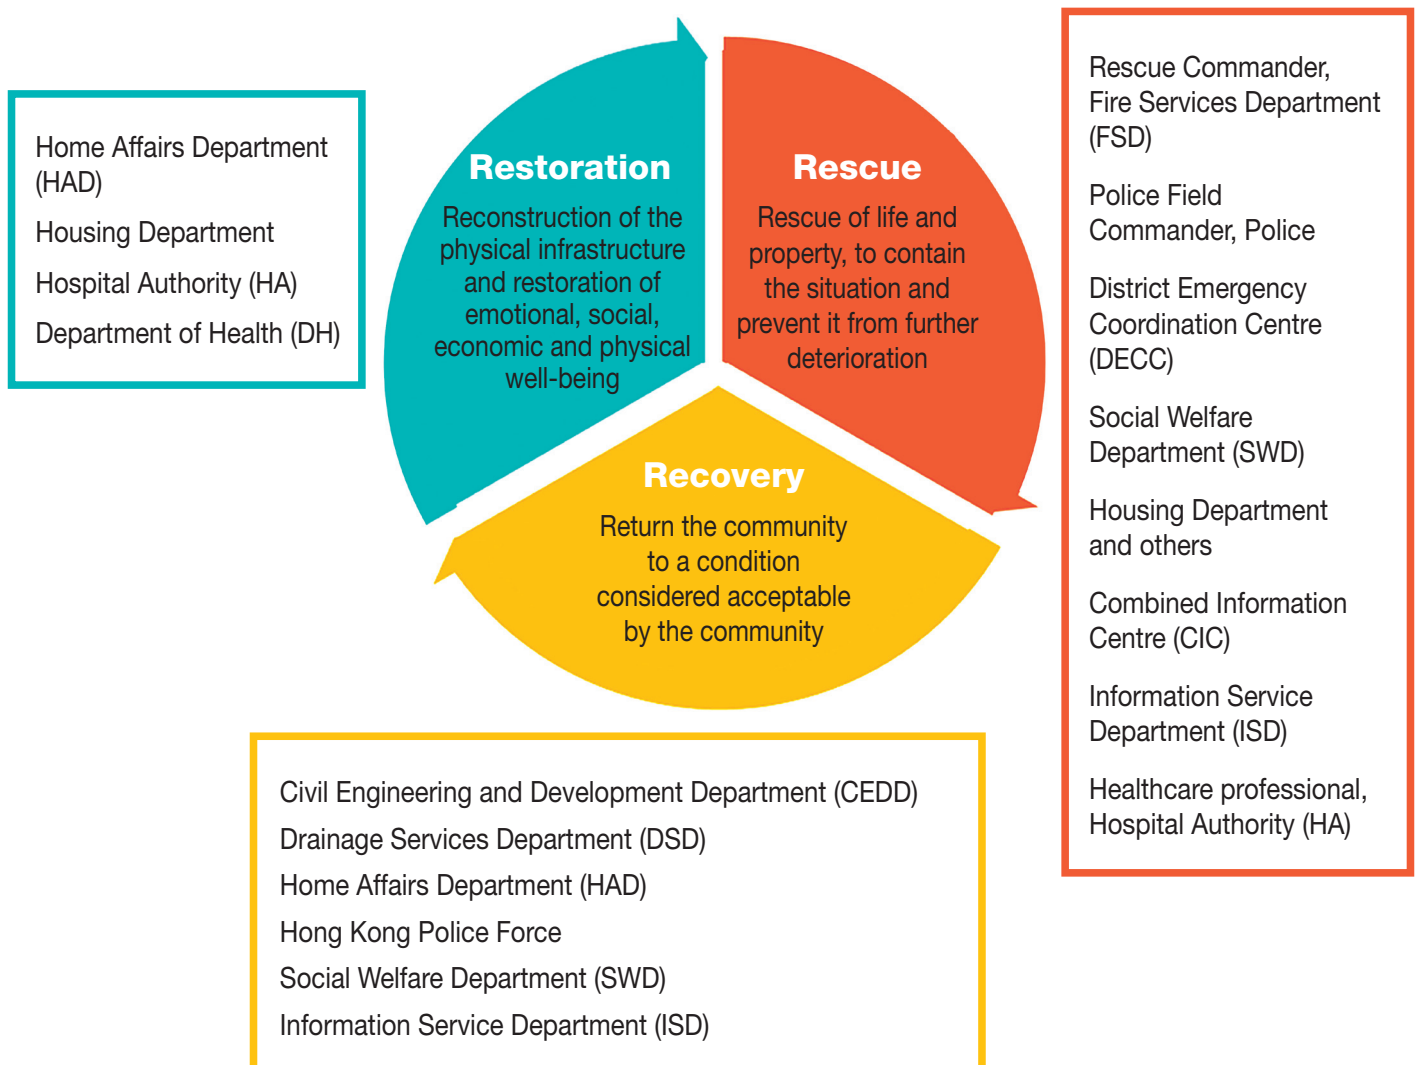 Home Affairs Department
(HAD)
Housing Department
Hospital Authority (HA)
Department of Health (DH)
Restoration
Reconstruction of the
physical infrastructure
and restoration of
emotional, social,
economic and physical
well-being
Rescue
Rescue of life and
property, to contain
the situation and
prevent it from further
deterioration
Recovery
Return the community
to a condition
considered acceptable
by the community
Rescue Commander,
Fire Services Department
(FSD)
Police Field
Commander, Police
District Emergency
Coordination Centre
(DECC)
Social Welfare
Department (SWD)
Housing Department
and others
Combined Information
Centre (CIC)
Information Service
Department (ISD)
Healthcare professional,
Hospital Authority (HA)
Civil Engineering and Development Department (CEDD)
Drainage Services Department (DSD)
Home Affairs Department (HAD)
Hong Kong Police Force
Social Welfare Department (SWD)
Information Service Department (ISD)